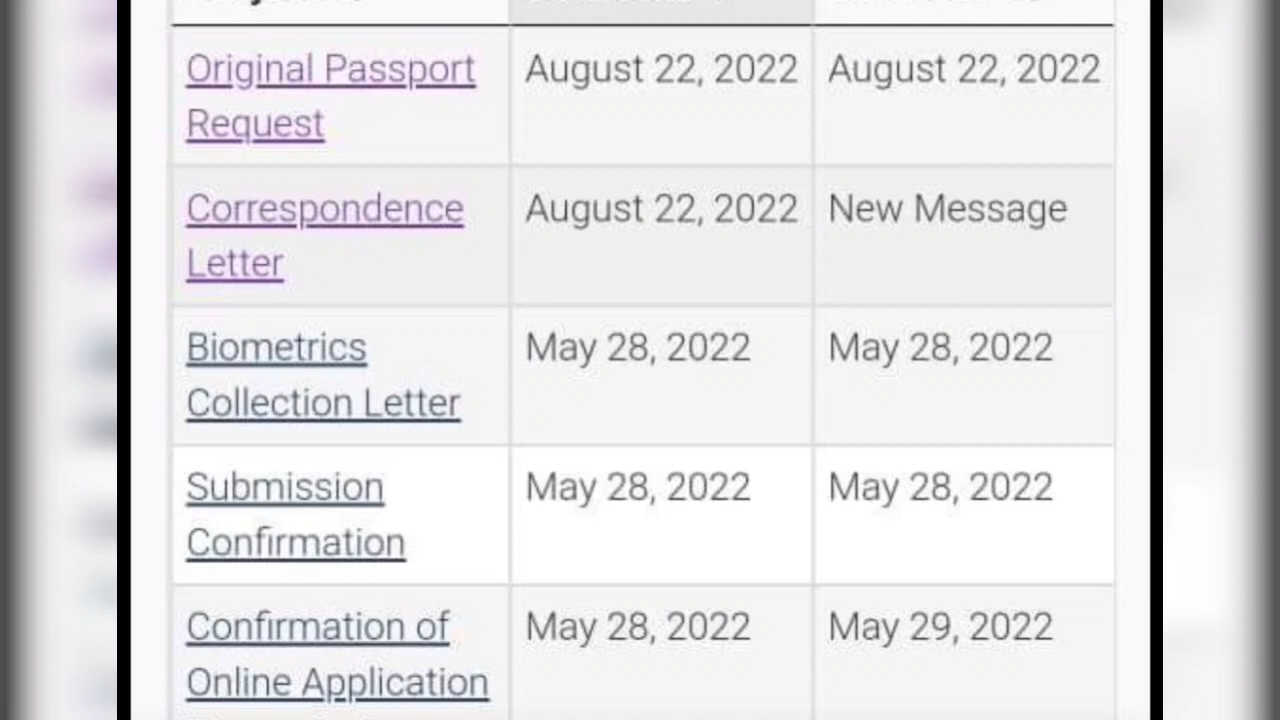 Original Passport August 22, 2022 August 22, 2022
Request
Correspondence August 22, 2022 New Message
Letter
Biometrics May 28, 2022 May 28, 2022
Collection Letter
Submission May 28, 2022 May 28, 2022
Confirmation
Confirmation of May 28, 2022 May 29, 2022
Online Application